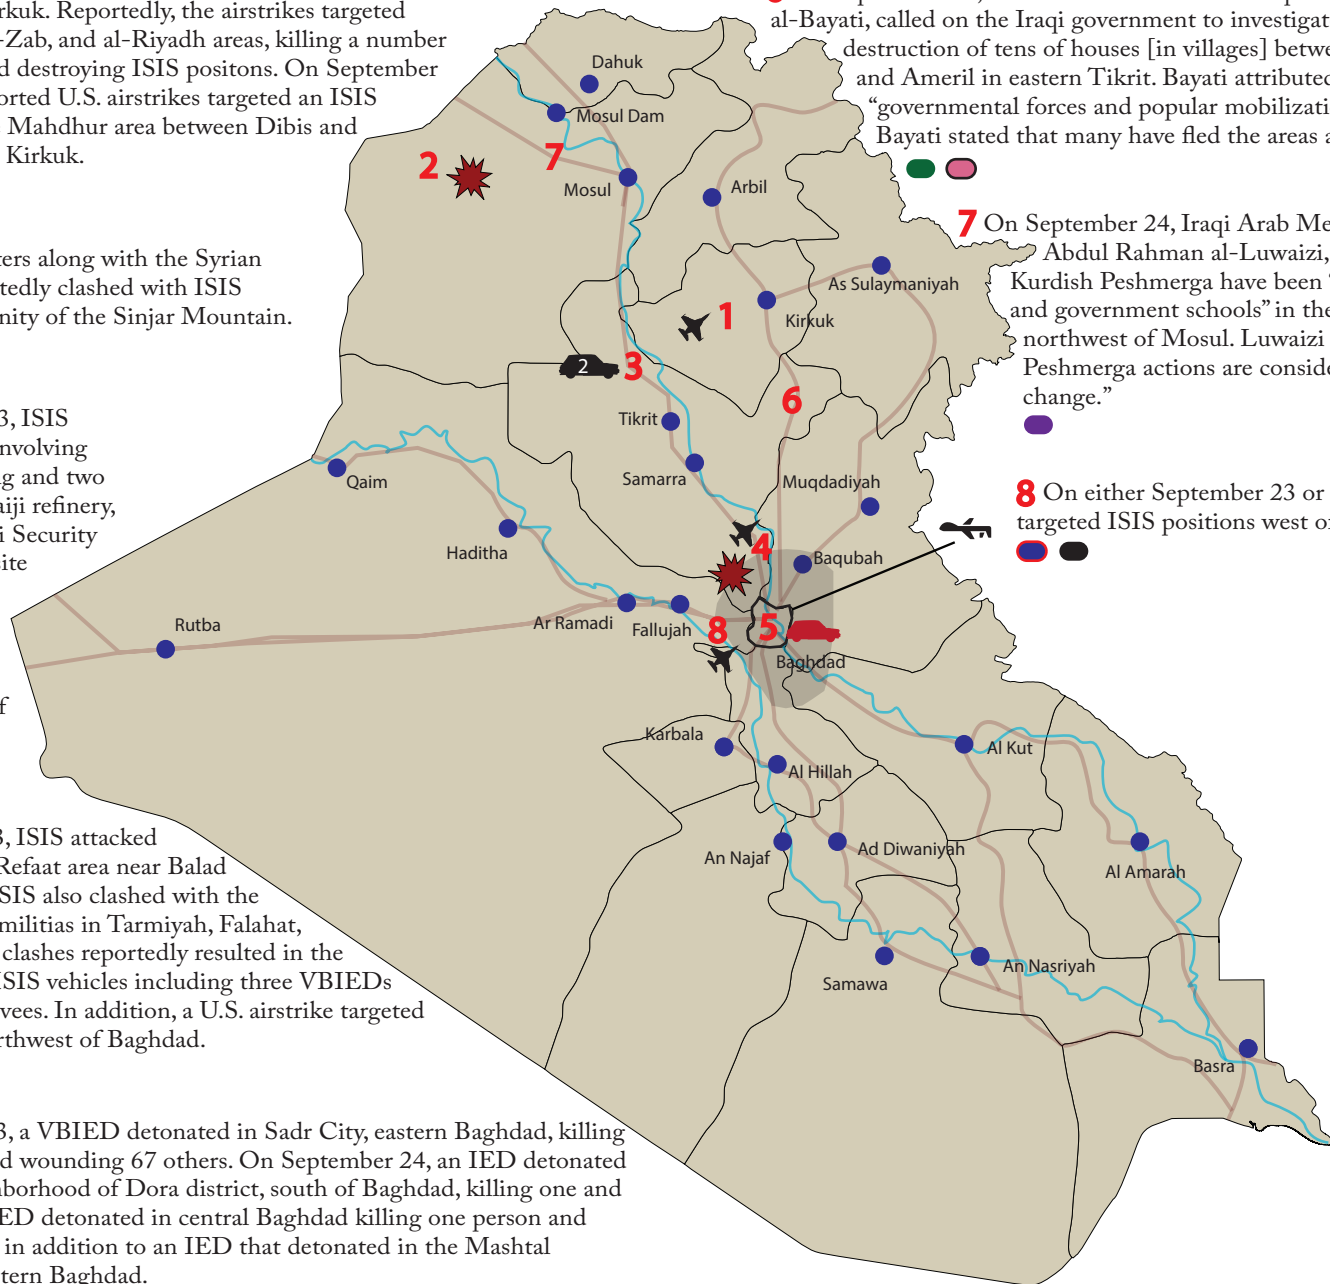 rkuk. Reportedly, the airstrikes targeted
-Zab, and al-Riyadh areas, killing a number
d destroying ISIS positons. On September
orted U.S. airstrikes targeted an ISIS
Mahdhur area between Dibis and
Kirkuk.
ters along with the Syrian
tedly clashed with ISIS
nity of the Sinjar Mountain.
3, ISIS
nvolving
ng and two
aiji refinery,
i Security
site
f
3, ISIS attacked
Refaat area near Balad
SIS also clashed with the
militias in Tarmiyah, Falahat,
clashes reportedly resulted in the
ISIS vehicles including three VBIEDs
vees. In addition, a U.S. airstrike targeted
rthwest of Baghdad.
3, a VBIED detonated in Sadr City, eastern Baghdad, killing
d wounding 67 others. On September 24, an IED detonated
hborhood of Dora district, south of Baghdad, killing one and
ED detonated in central Baghdad killing one person and
in addition to an IED that detonated in the Mashtal
tern Baghdad.
al-Bayati, called on the Iraqi government to investigat
destruction of tens of houses [in villages] betwe
and Ameril in eastern Tikrit. Bayati attributed
“governmental forces and popular mobilizati
Bayati stated that many have fled the areas a
7 On September 24, Iraqi Arab Me
Abdul Rahman al-Luwaizi,
Kurdish Peshmerga have been
and government schools” in the
northwest of Mosul. Luwaizi
Peshmerga actions are conside
change.”
8 On either September 23 or
targeted ISIS positions west o
Dahuk
Mosul Dam
2
7
Mosul
Arbil
As Sulaymaniyah
1
Kirkuk
2
3
6
Tikrit
Samarra
Muqdadiyah
Qaim
Haditha
4
Baqubah
Rutba
Ar Ramadi
Fallujah
8
5
Baghdad
Karbala
Al Hillah
Al Kut
An Najaf
Ad Diwaniyah
Al Amarah
Samawa
An Nasriyah
Basra